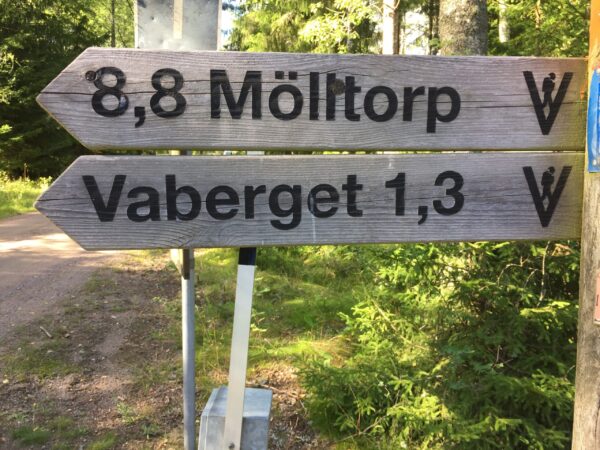 8,8 Mölltorp
Vaberget 1,3